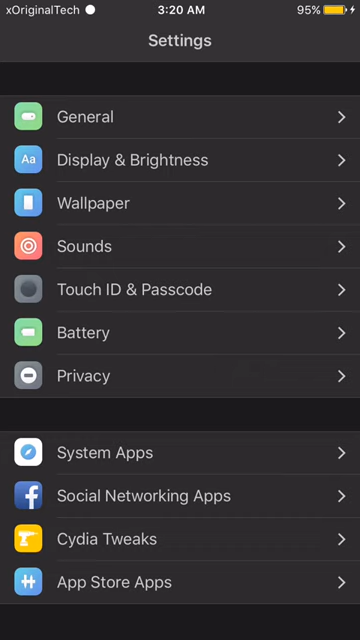 xOriginalTech 3:20 AM 95%
Settings
General
Aa Display & Brightness
Wallpaper
Sounds
Touch ID & Passcode
Battery
Privacy
System Apps
f Social Networking Apps
Cydia Tweaks
App Store Apps